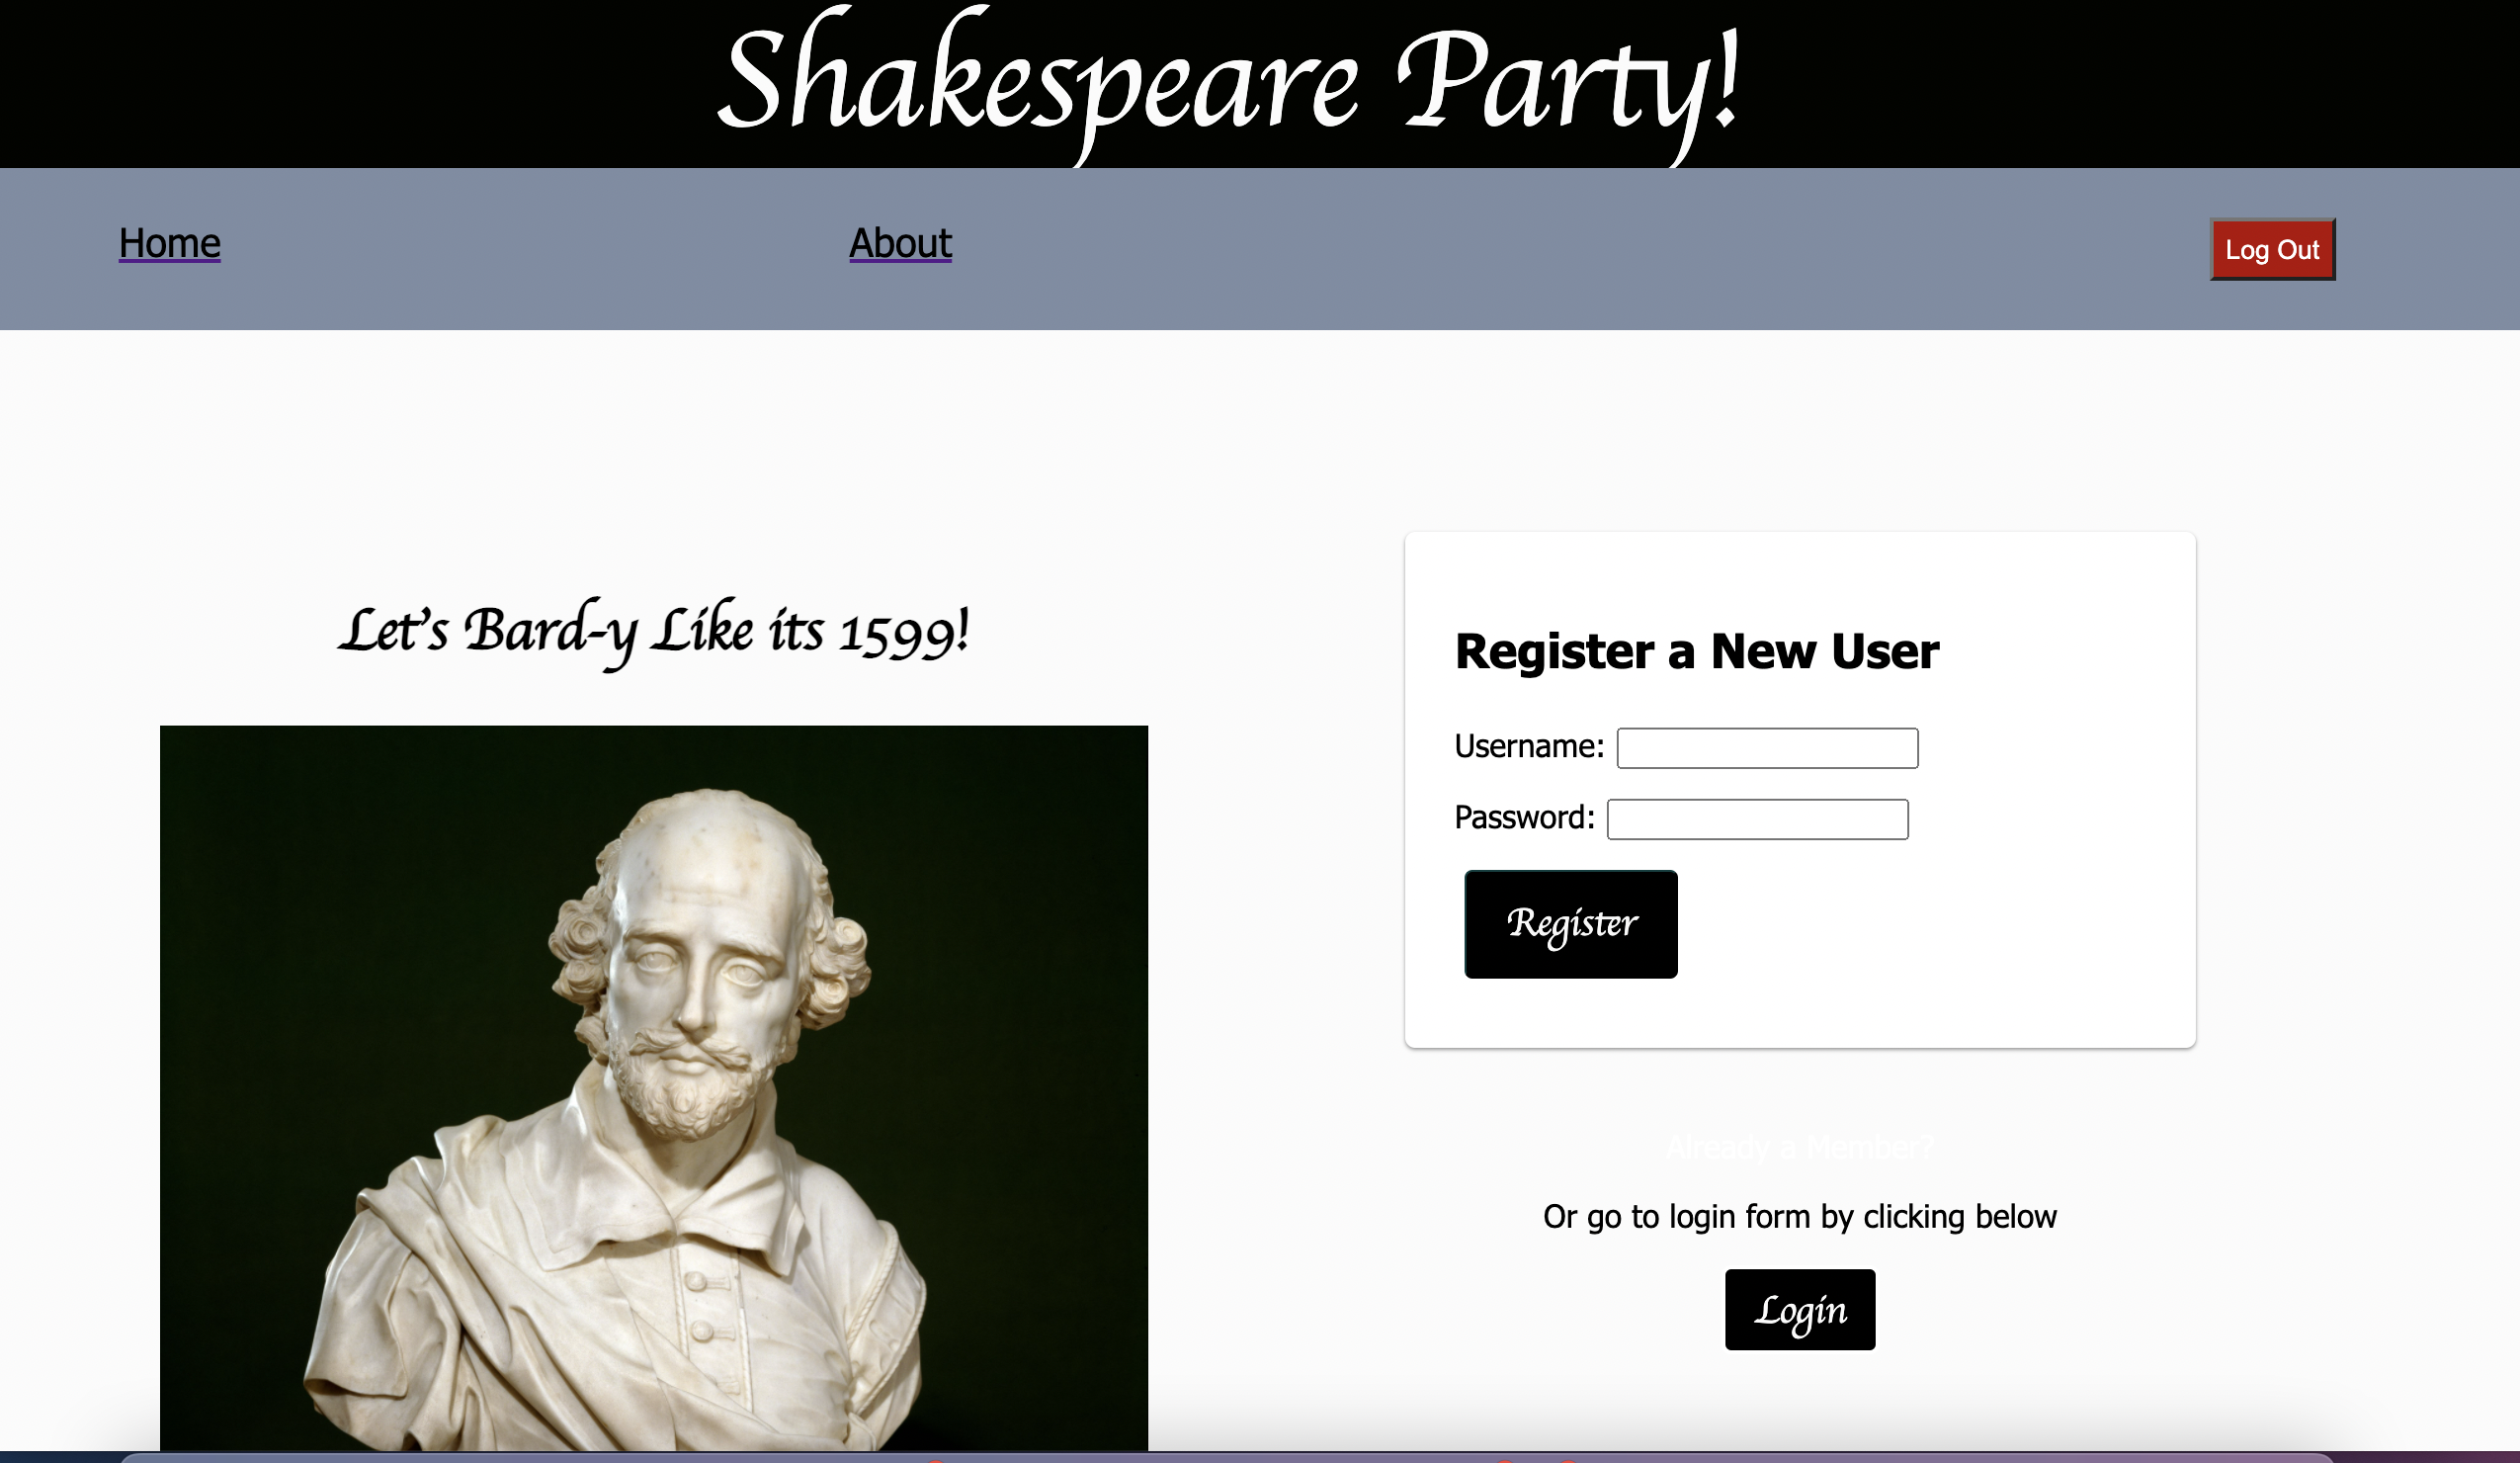 Shakespeare Party!
Home
About
Log Out
Let's Bard-y Like its 1599!
Register a New User
Username:
Password:
Register
Already a Member?
Or go to login form by clicking below
Login